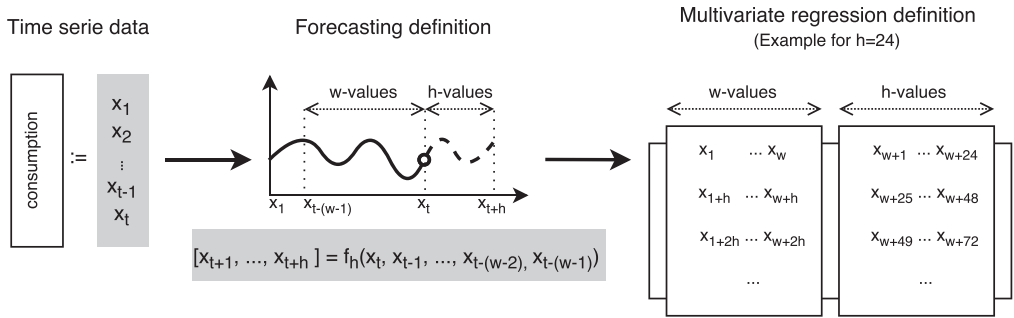 Time serie data
consumption
:=
x1
x2
⋮
xt-1
xt
Forecasting definition
w-values
h-values
x1
xt-(w-1)
xt
xt+h
[xt+1, ..., xt+h ] = fh(xt, xt-1, ..., xt-(w-2), xt-(w-1))
Multivariate regression definition
(Example for h=24)
w-values
h-values
x1 ... xw
xw+1 ... xw+24
x1+h ... xw+h
xw+25 ... xw+48
x1+2h ... xw+2h
xw+49 ... xw+72
...
...